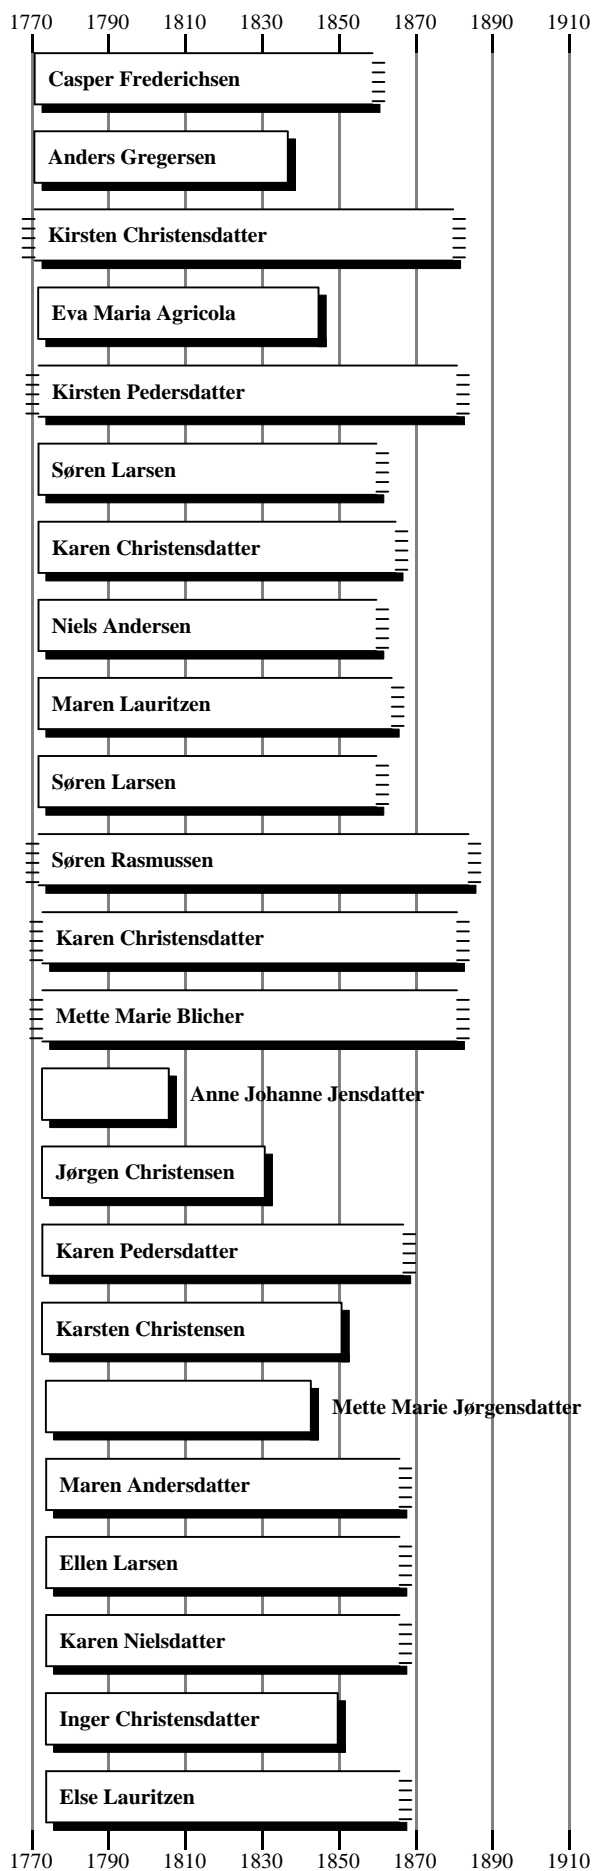 1770 1790 1810 1830 1850 1870 1890 1910
Casper Frederichsen
Anders Gregersen
Kirsten Christensdatter
Eva Maria Agricola
Kirsten Pedersdatter
Søren Larsen
Karen Christensdatter
Niels Andersen
Maren Lauritzen
Søren Larsen
Søren Rasmussen
Karen Christensdatter
Mette Marie Blicher
Anne Johanne Jensdatter
Jørgen Christensen
Karen Pedersdatter
Karsten Christensen
Mette Marie Jørgensdatter
Maren Andersdatter
Ellen Larsen
Karen Nielsdatter
Inger Christensdatter
Else Lauritzen
1770 1790 1810 1830 1850 1870 1890 1910